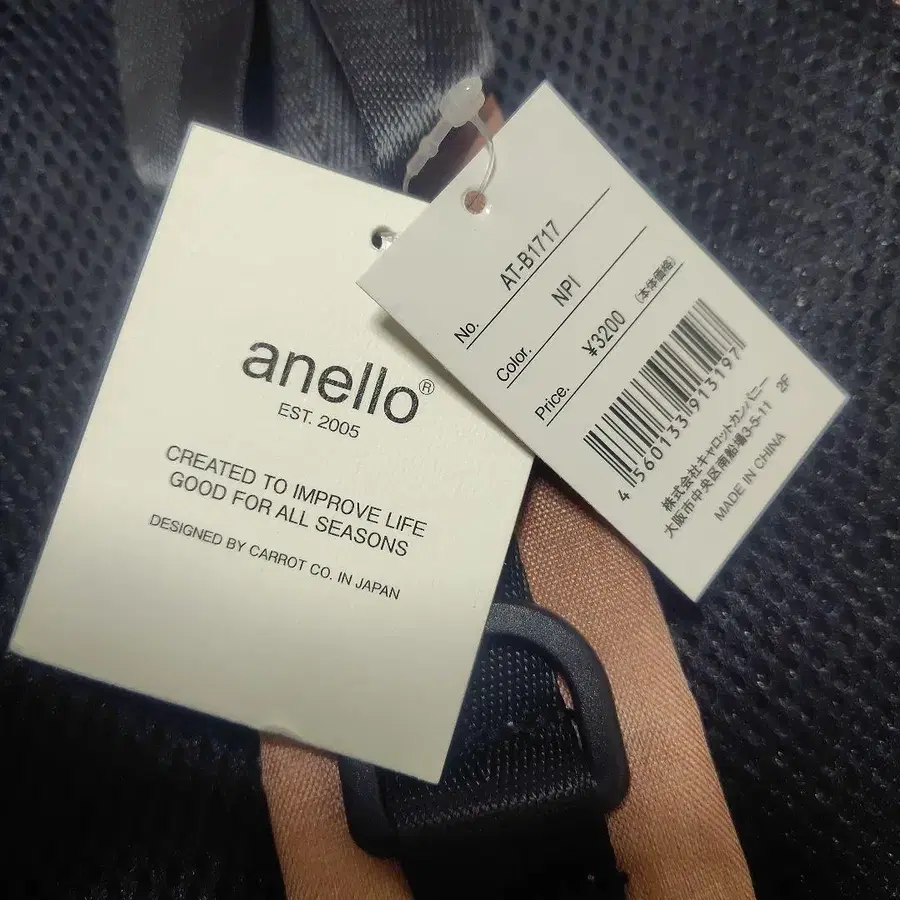 anello®
EST. 2005
CREATED TO IMPROVE LIFE
GOOD FOR ALL SEASONS
DESIGNED BY CARROT CO. IN JAPAN
No. AT-B1717
Color. NPI
Price. ¥3200 (本体価格)
4 560133 913197
株式会社キャロットカンパニー
大阪市中央区南船場3-5-11 2F
MADE IN CHINA